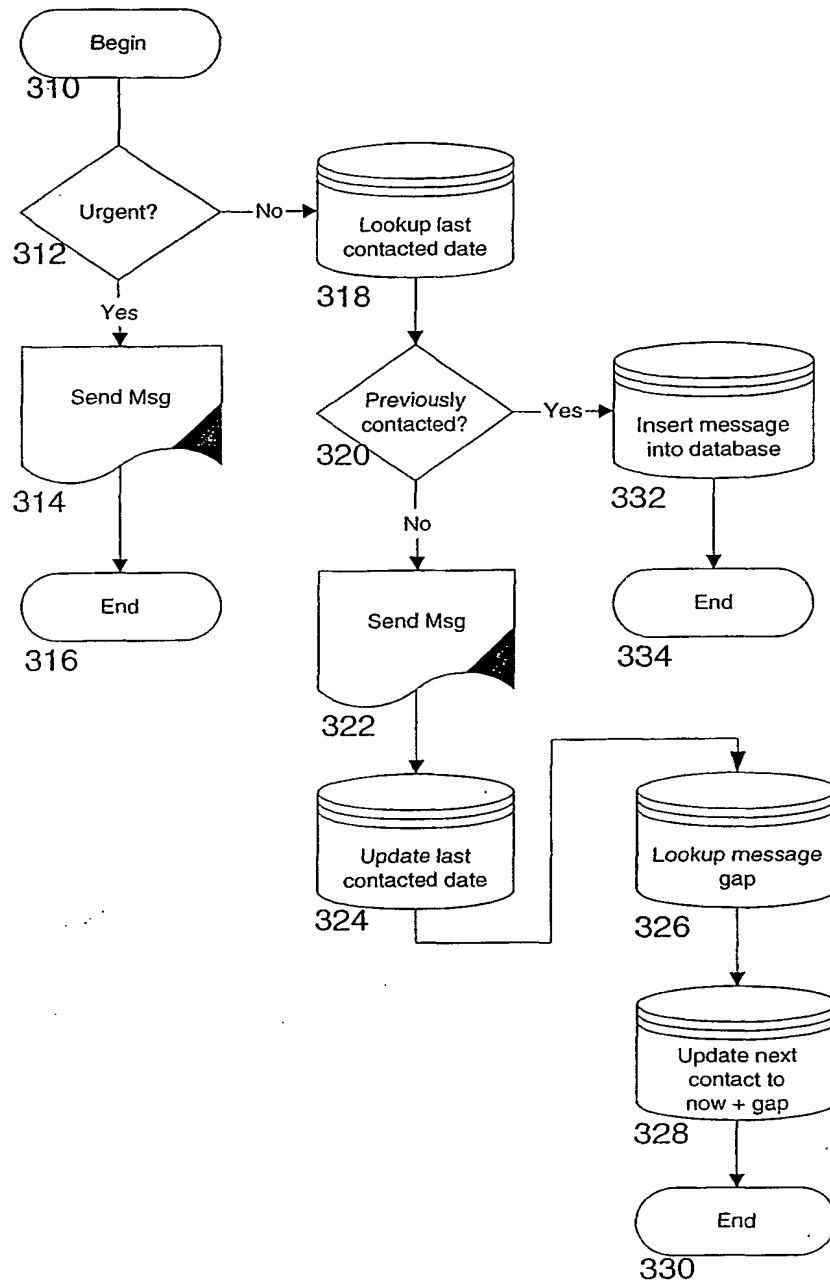 Begin
310
Urgent?
312
No
Yes
Lookup last
contacted date
318
Send Msg
314
End
316
Previously
contacted?
320
Yes
Insert message
into database
332
End
334
No
Send Msg
322
Update last
contacted date
324
Lookup message
gap
326
Update next
contact to
now + gap
328
End
330